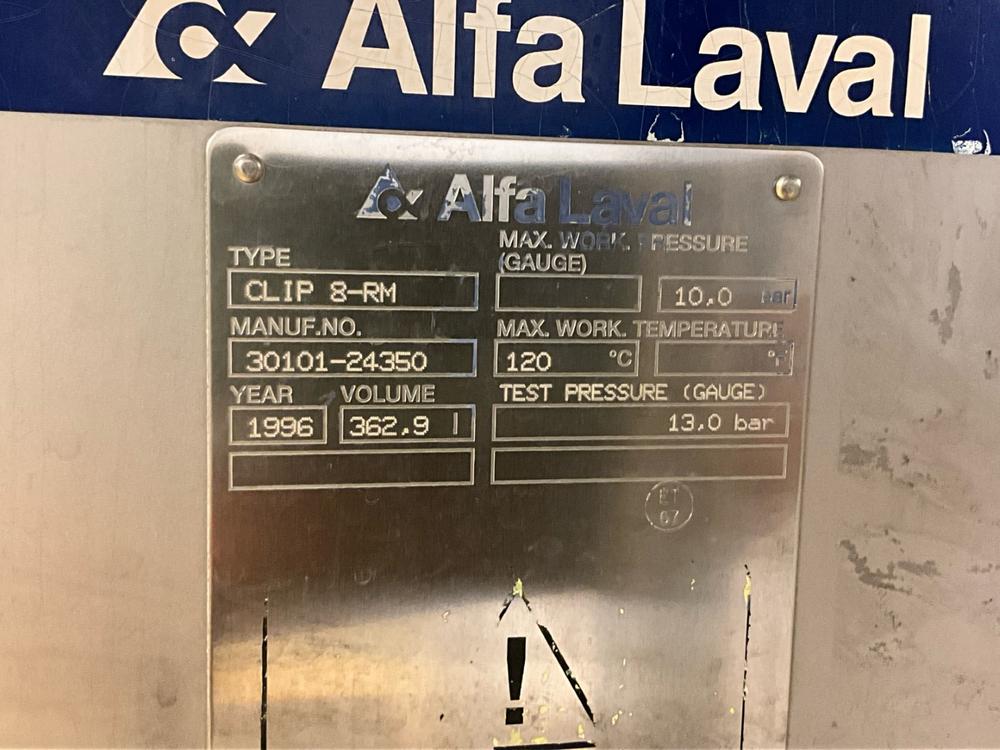 Alfa Laval
Alfa Laval
TYPE
CLIP 8-RM
MAX. WORK. PRESSURE
(GAUGE)
10,0 bar
MANUF.NO.
30101-24350
MAX. WORK. TEMPERATURE
120 °C °F
YEAR VOLUME
1996 362,9 l
TEST PRESSURE (GAUGE)
13,0 bar
ET
67
!